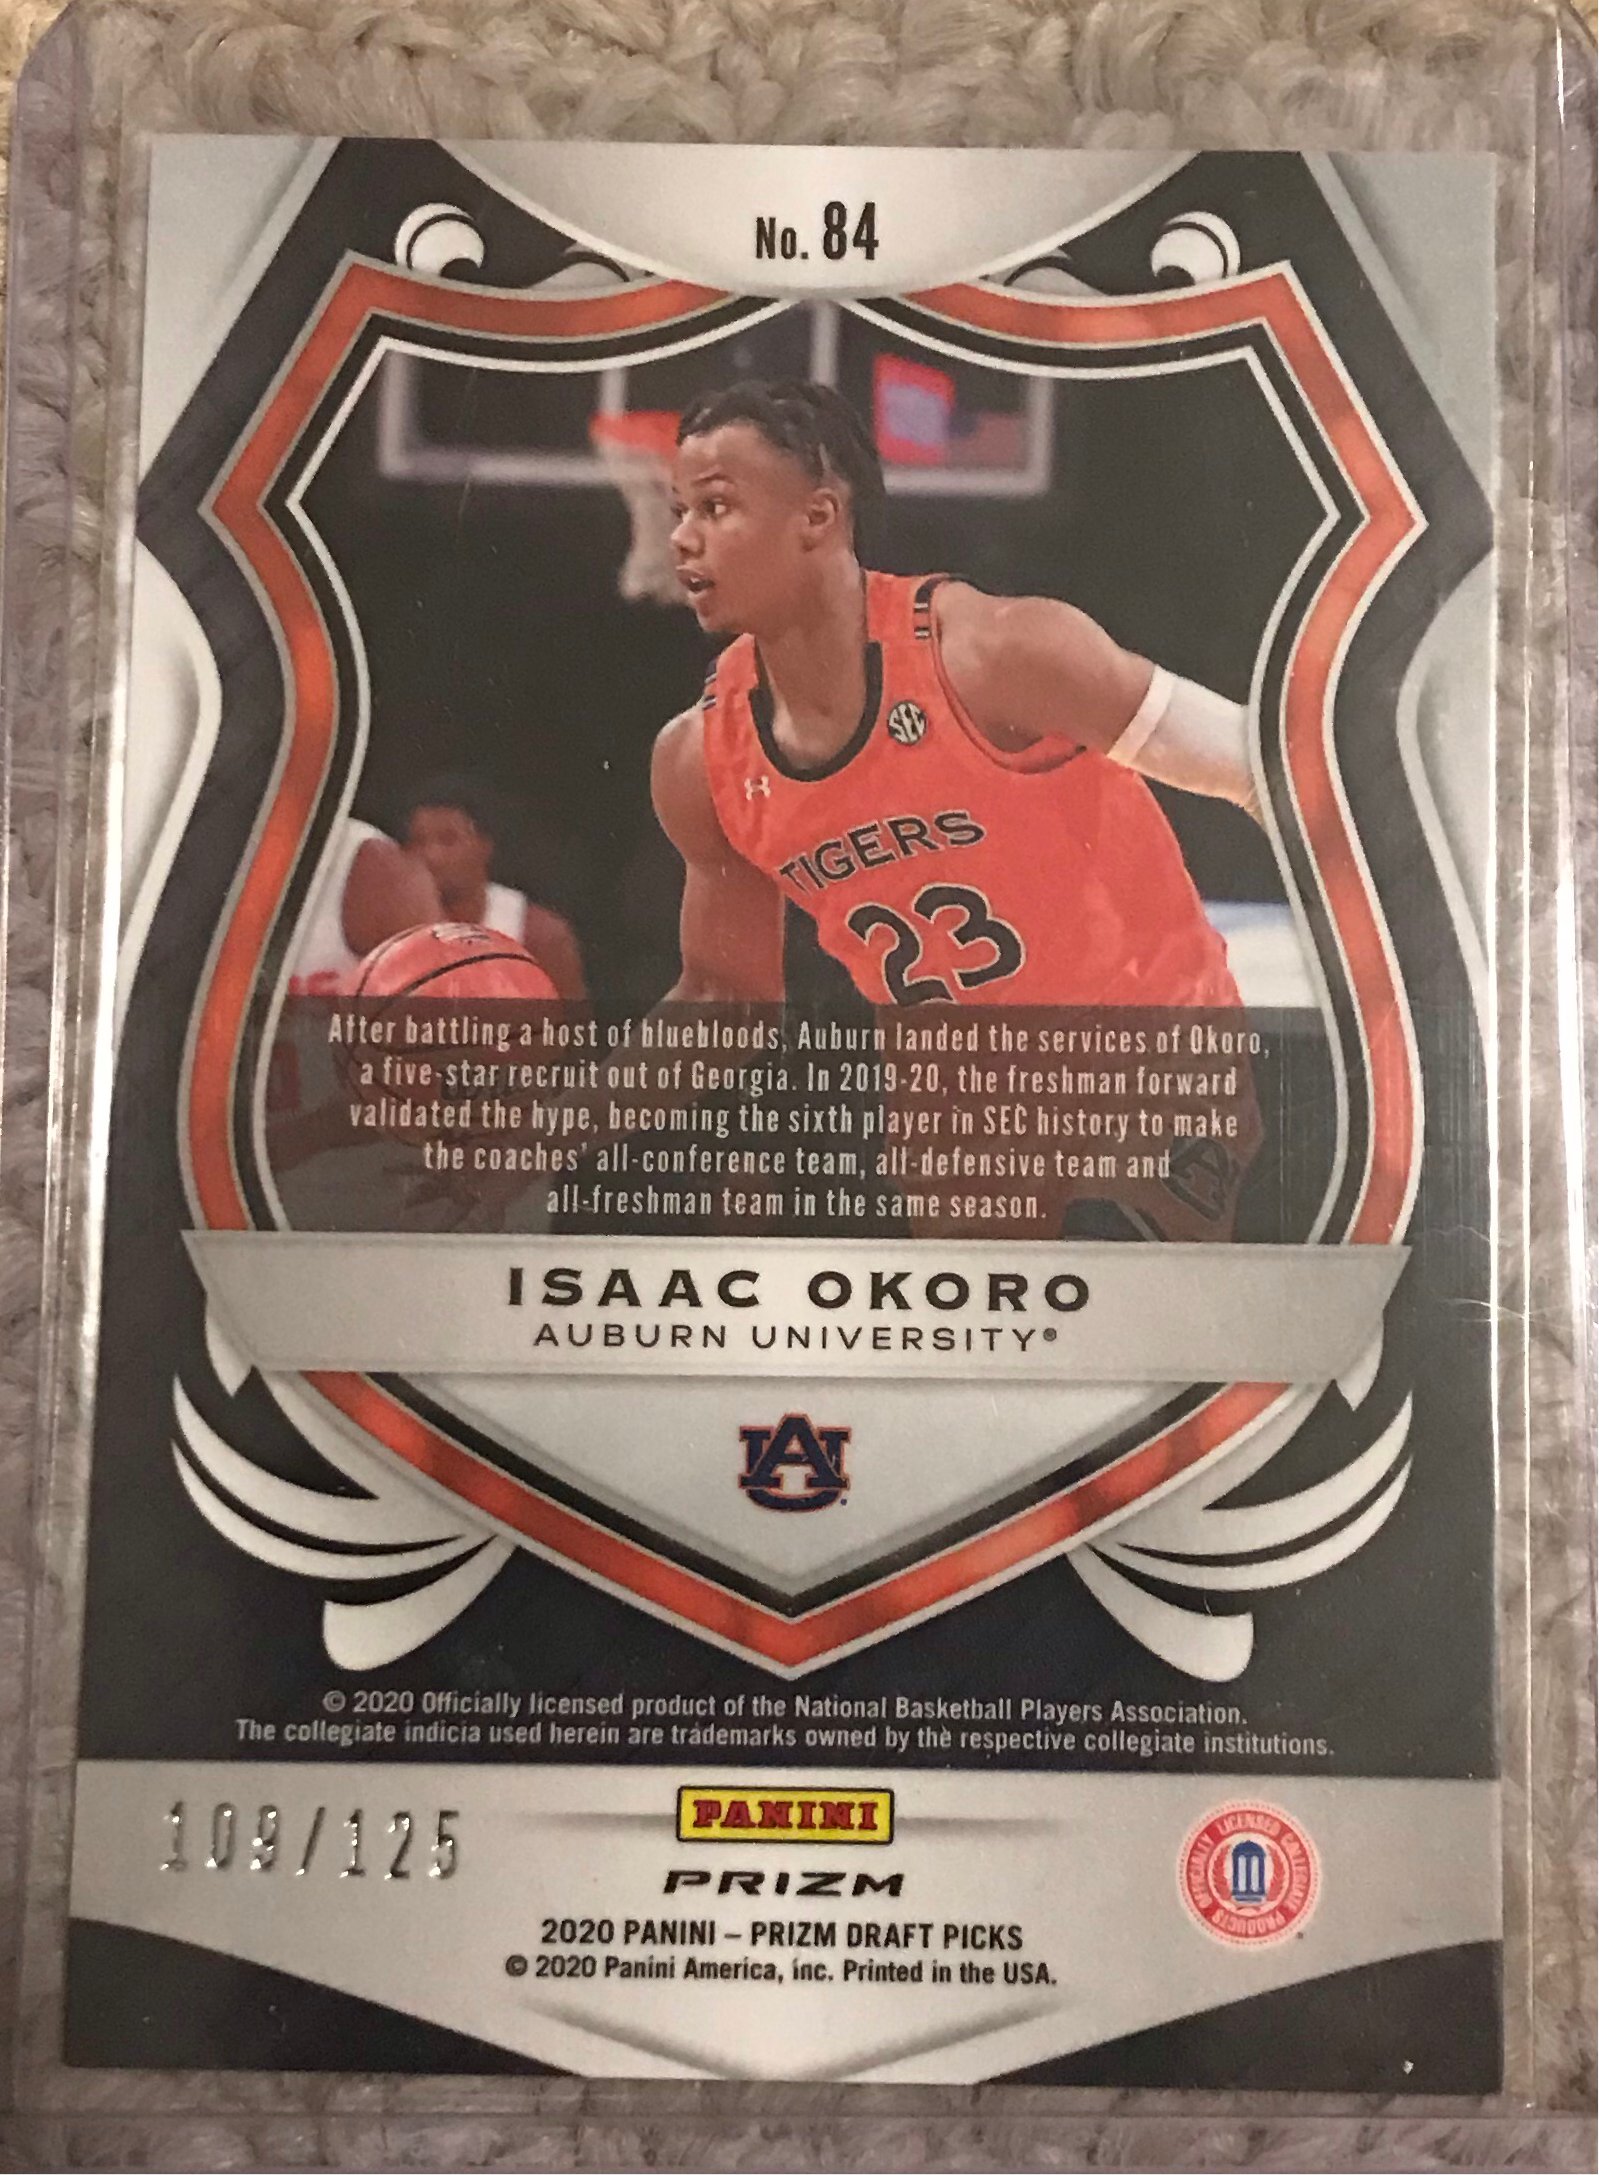 No. 84
SEC
TIGERS
23
After battling a host of bluebloods, Auburn landed the services of Okoro,
a five-star recruit out of Georgia. In 2019-20, the freshman forward
validated the hype, becoming the sixth player in SEC history to make
the coaches' all-conference team, all-defensive team and
all-freshman team in the same season.
ISAAC OKORO
AUBURN UNIVERSITY®
AU
© 2020 Officially licensed product of the National Basketball Players Association.
The collegiate indicia used herein are trademarks owned by the respective collegiate institutions.
109/125
PANINI
PRIZM
OFFICIALLY LICENSED COLLEGIATE PRODUCTS
2020 PANINI – PRIZM DRAFT PICKS
© 2020 Panini America, inc. Printed in the USA.